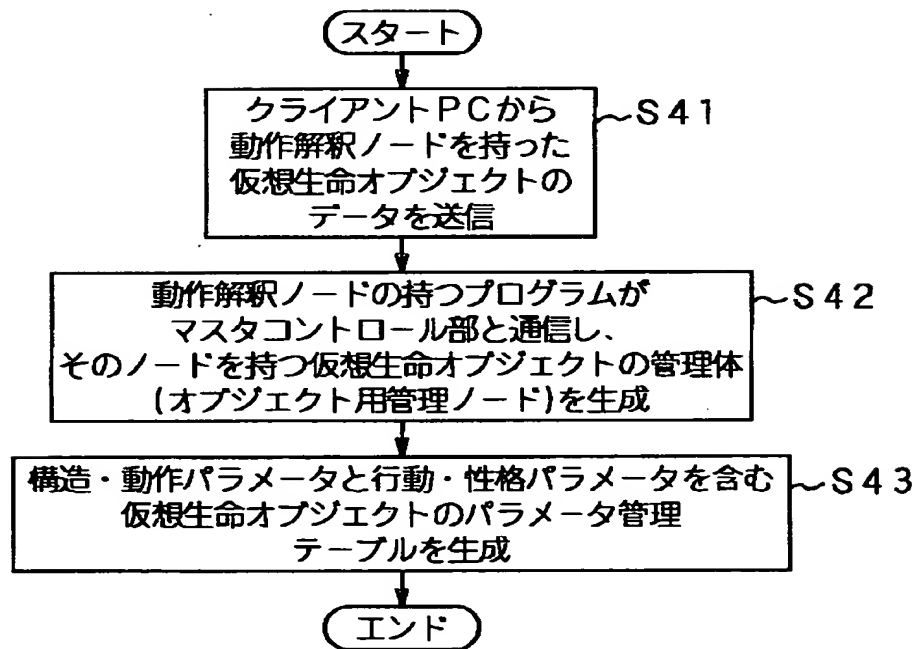 スタート
クライアントPCから
動作解釈ノードを持った
仮想生命オブジェクトの
データを送信
~S41
動作解釈ノードの持つプログラムが
マスタコントロール部と通信し、
そのノードを持つ仮想生命オブジェクトの管理体
(オブジェクト用管理ノード)を生成
~S42
構造・動作パラメータと行動・性格パラメータを含む
仮想生命オブジェクトのパラメータ管理
テーブルを生成
~S43
エンド